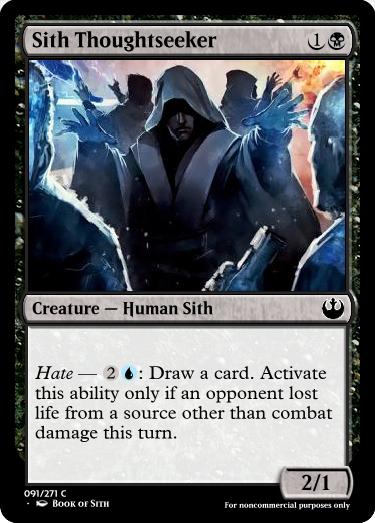 Sith Thoughtseeker 1
Creature — Human Sith
Hate — 2: Draw a card. Activate
this ability only if an opponent lost
life from a source other than combat
damage this turn.
2/1
091/271 C
· Book of Sith
For noncommercial purposes only